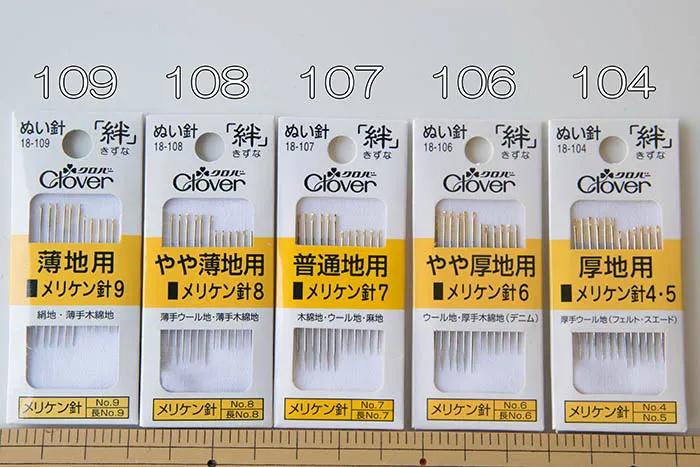 109 108 107 106 104
ぬい針
18-109
「絆」
きずな
クロバー
Clover
薄地用
メリケン針9
絹地・薄手木綿地
メリケン針
No.9
長No.9
ぬい針
18-108
「絆」
きずな
クロバー
Clover
やや薄地用
メリケン針8
薄手ウール地・薄手木綿地
メリケン針
No.8
長No.8
ぬい針
18-107
「絆」
きずな
クロバー
Clover
普通地用
メリケン針7
木綿地・ウール地・麻地
メリケン針
No.7
長No.7
ぬい針
18-106
「絆」
きずな
クロバー
Clover
やや厚地用
メリケン針6
ウール地・厚手木綿地(デニム)
メリケン針
No.6
長No.6
ぬい針
18-104
「絆」
きずな
クロバー
Clover
厚地用
メリケン針4・5
厚手ウール地(フェルト・スエード)
メリケン針
No.4
No.5